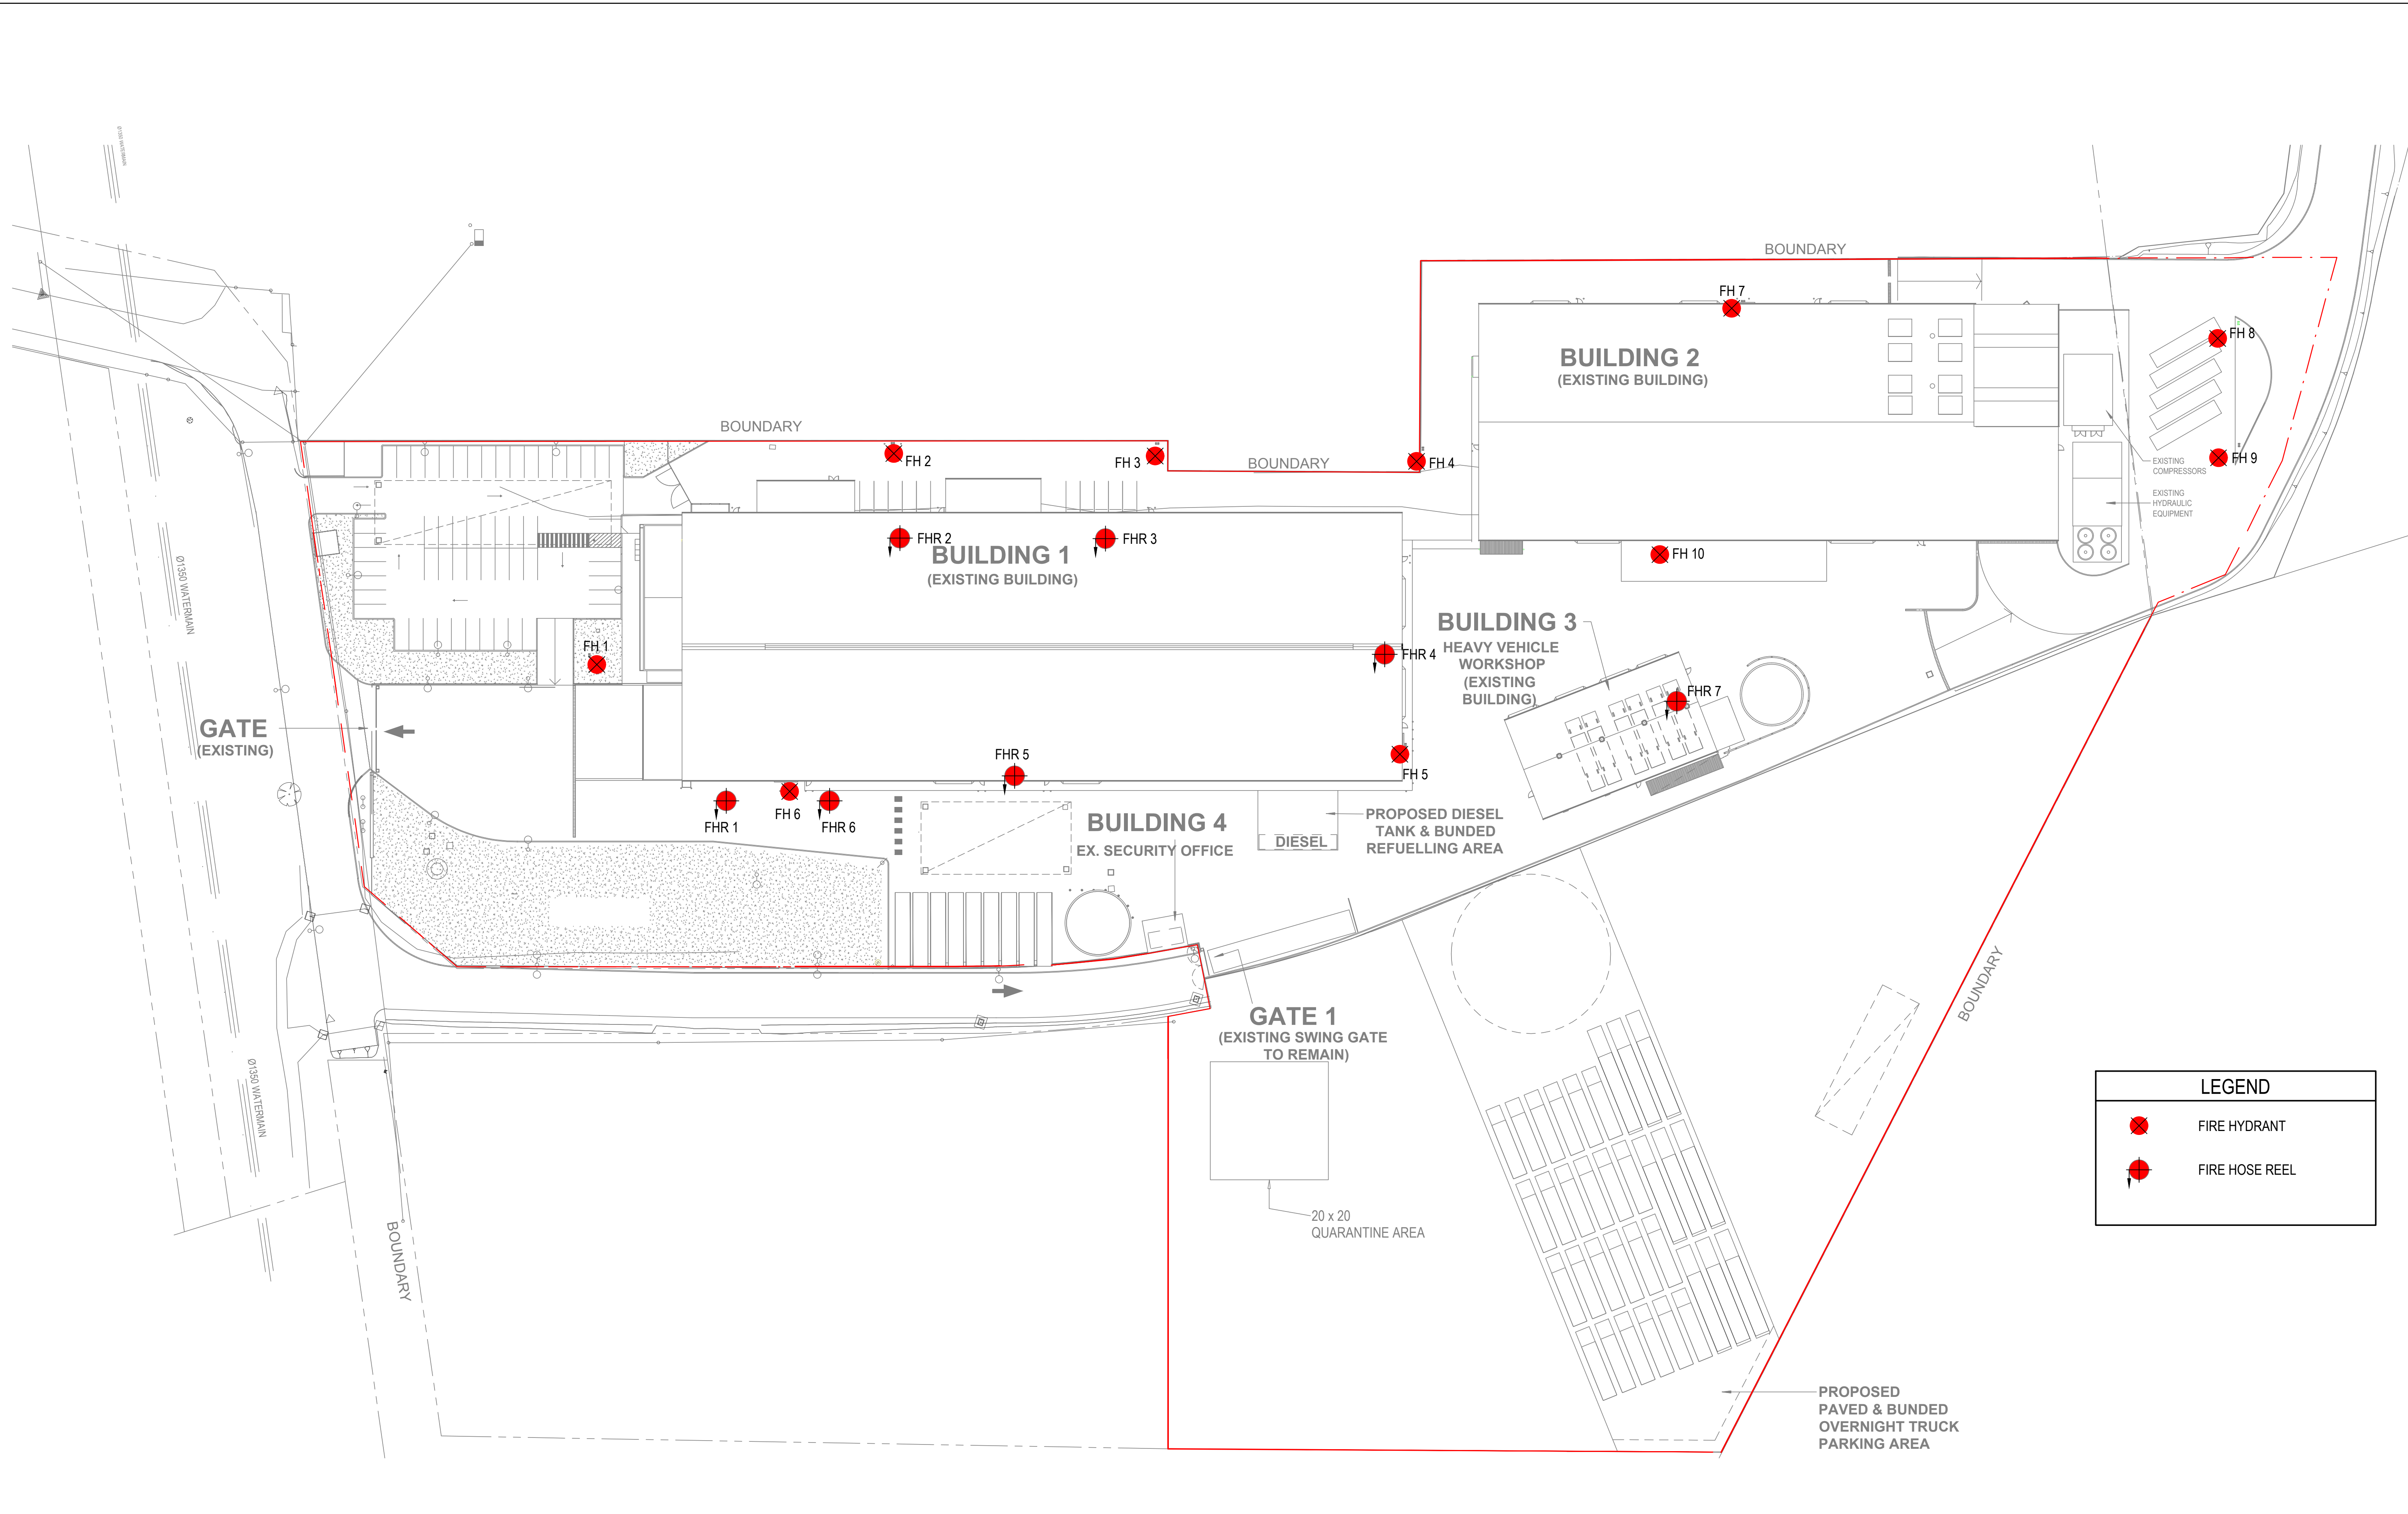 Ø1350 WATERMAIN
BOUNDARY
FH 7
BUILDING 2
(EXISTING BUILDING)
FH 8
BOUNDARY
FH 2
FH 3
BOUNDARY
FH 4
FH 9
EXISTING
COMPRESSORS
EXISTING
HYDRAULIC
EQUIPMENT
FHR 2
FHR 3
BUILDING 1
(EXISTING BUILDING)
FH 10
Ø1350 WATERMAIN
FH 1
FHR 4
BUILDING 3
HEAVY VEHICLE
WORKSHOP
(EXISTING
BUILDING)
FHR 7
GATE
(EXISTING)
FHR 5
FH 5
FHR 1
FH 6
FHR 6
BUILDING 4
EX. SECURITY OFFICE
DIESEL
PROPOSED DIESEL
TANK & BUNDED
REFUELLING AREA
GATE 1
(EXISTING SWING GATE
TO REMAIN)
BOUNDARY
Ø1350 WATERMAIN
BOUNDARY
20 x 20
QUARANTINE AREA
LEGEND
FIRE HYDRANT
FIRE HOSE REEL
PROPOSED
PAVED & BUNDED
OVERNIGHT TRUCK
PARKING AREA